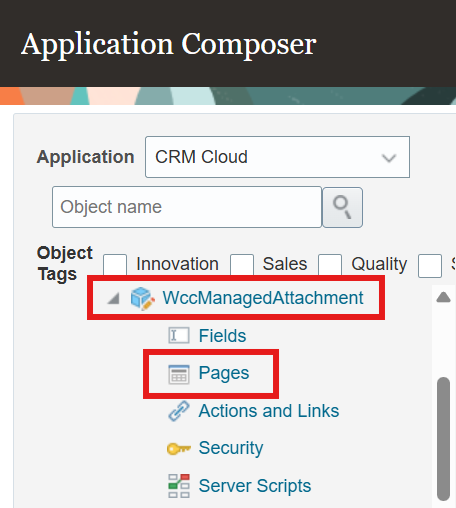 Application Composer
Application CRM Cloud
Object name
Object Tags Innovation Sales Quality S
WccManagedAttachment
Fields
Pages
Actions and Links
Security
Server Scripts